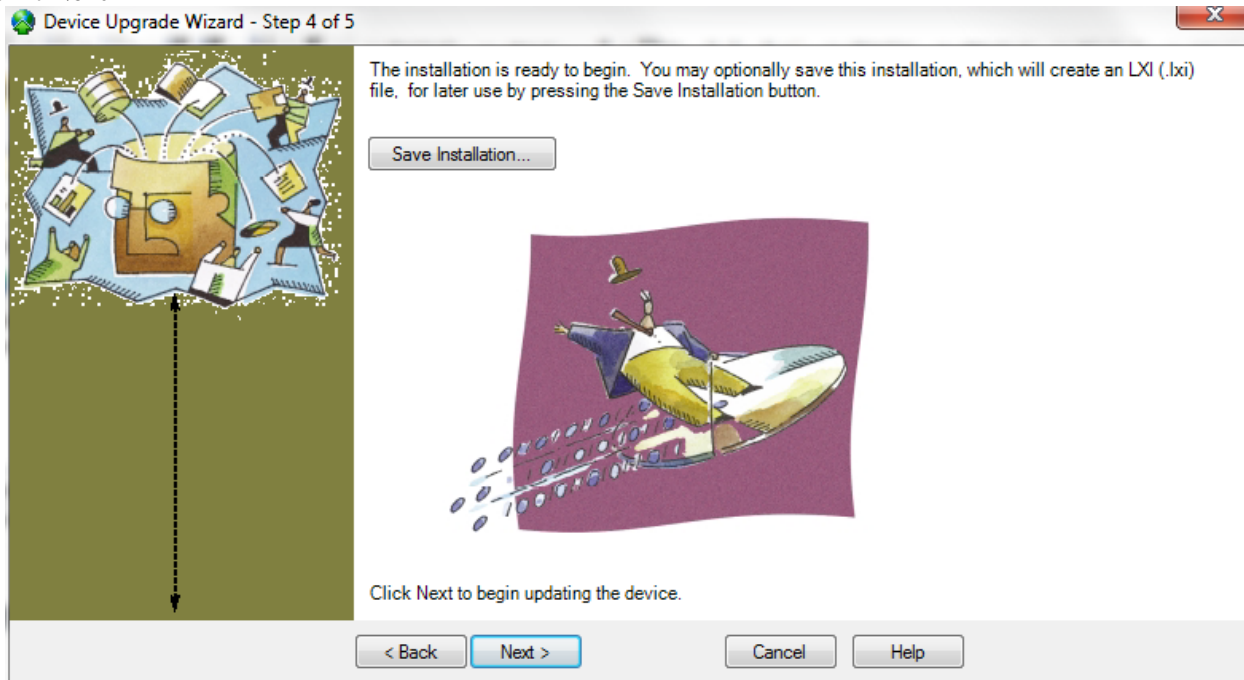 Device Upgrade Wizard - Step 4 of 5
The installation is ready to begin.  You may optionally save this installation, which will create an LXI (.lxi)
file,  for later use by pressing the Save Installation button.
Save Installation...
Click Next to begin updating the device.
< Back
Next >
Cancel
Help